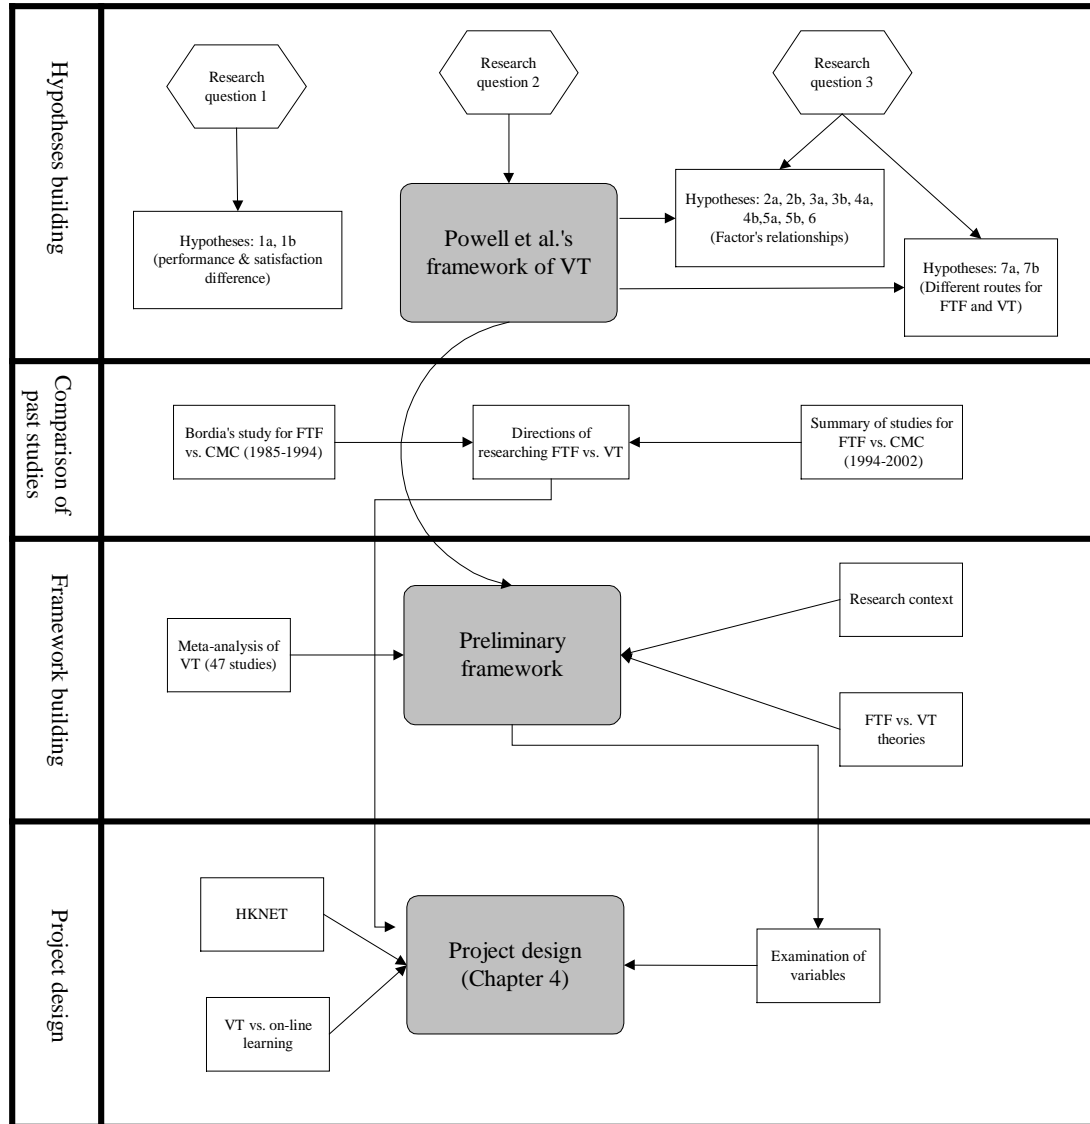 Hypotheses building
Research
question 1
Research
question 2
Research
question 3
Hypotheses: 1a, 1b
(performance & satisfaction
difference)
Powell et al.'s
framework of VT
Hypotheses: 2a, 2b, 3a, 3b, 4a,
4b,5a, 5b, 6
(Factor's relationships)
Hypotheses: 7a, 7b
(Different routes for
FTF and VT)
Comparison of
past studies
Bordia's study for FTF
vs. CMC (1985-1994)
Directions of
researching FTF vs. VT
Summary of studies for
FTF vs. CMC
(1994-2002)
Framework building
Meta-analysis of
VT (47 studies)
Preliminary
framework
Research context
FTF vs. VT
theories
Project design
HKNET
VT vs. on-line
learning
Project design
(Chapter 4)
Examination of
variables